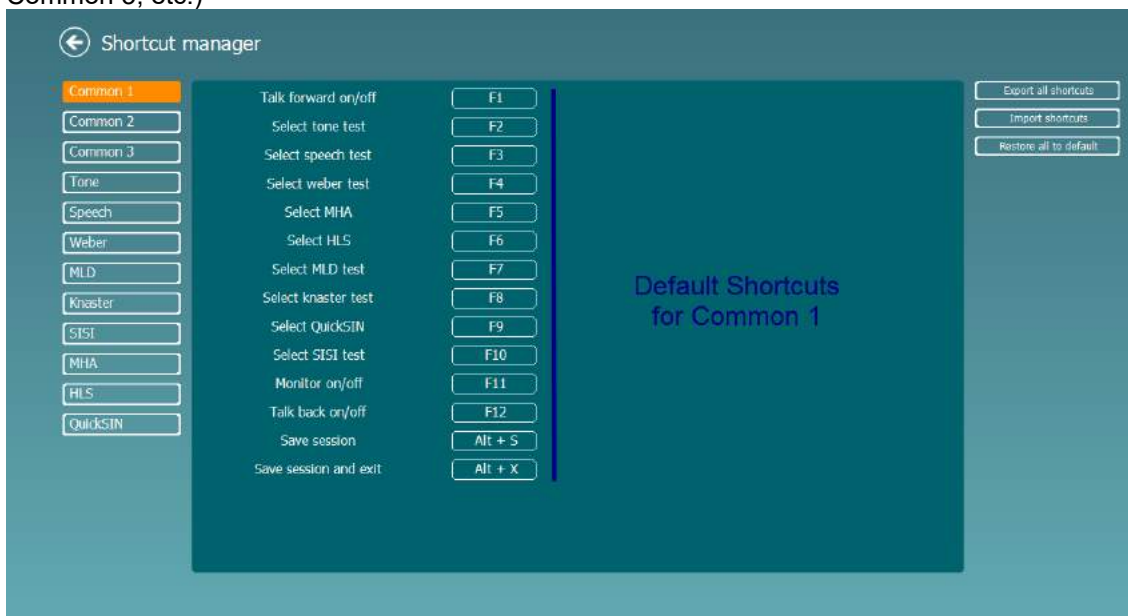 Common 3, etc.)
Shortcut manager
Common 1
Common 2
Common 3
Tone
Speech
Weber
MLD
Knaster
SISI
MHA
HLS
QuickSIN
Talk forward on/off F1
Select tone test F2
Select speech test F3
Select weber test F4
Select MHA F5
Select HLS F6
Select MLD test F7
Select knaster test F8
Select QuickSIN F9
Select SISI test F10
Monitor on/off F11
Talk back on/off F12
Save session Alt + S
Save session and exit Alt + X
Default Shortcuts
for Common 1
Export all shortcuts
Import shortcuts
Restore all to default